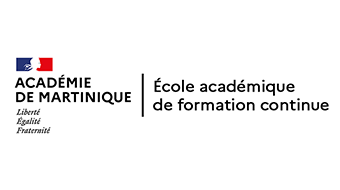 ACADÉMIE
DE MARTINIQUE
Liberté
Égalité
Fraternité
École académique
de formation continue